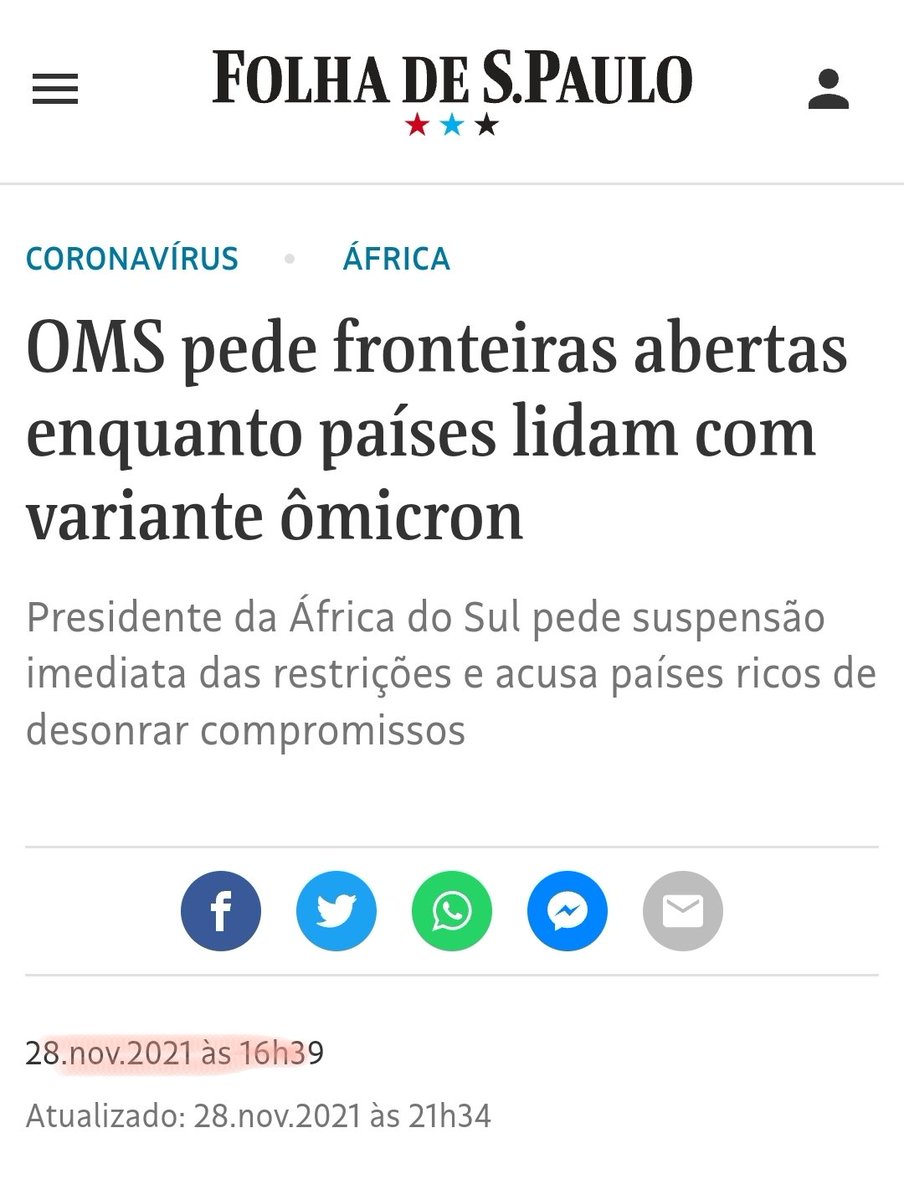 FOLHA DE S.PAULO
CORONAVÍRUS • ÁFRICA
OMS pede fronteiras abertas
enquanto países lidam com
variante ômicron
Presidente da África do Sul pede suspensão
imediata das restrições e acusa países ricos de
desonrar compromissos
28.nov.2021 às 16h39
Atualizado: 28.nov.2021 às 21h34